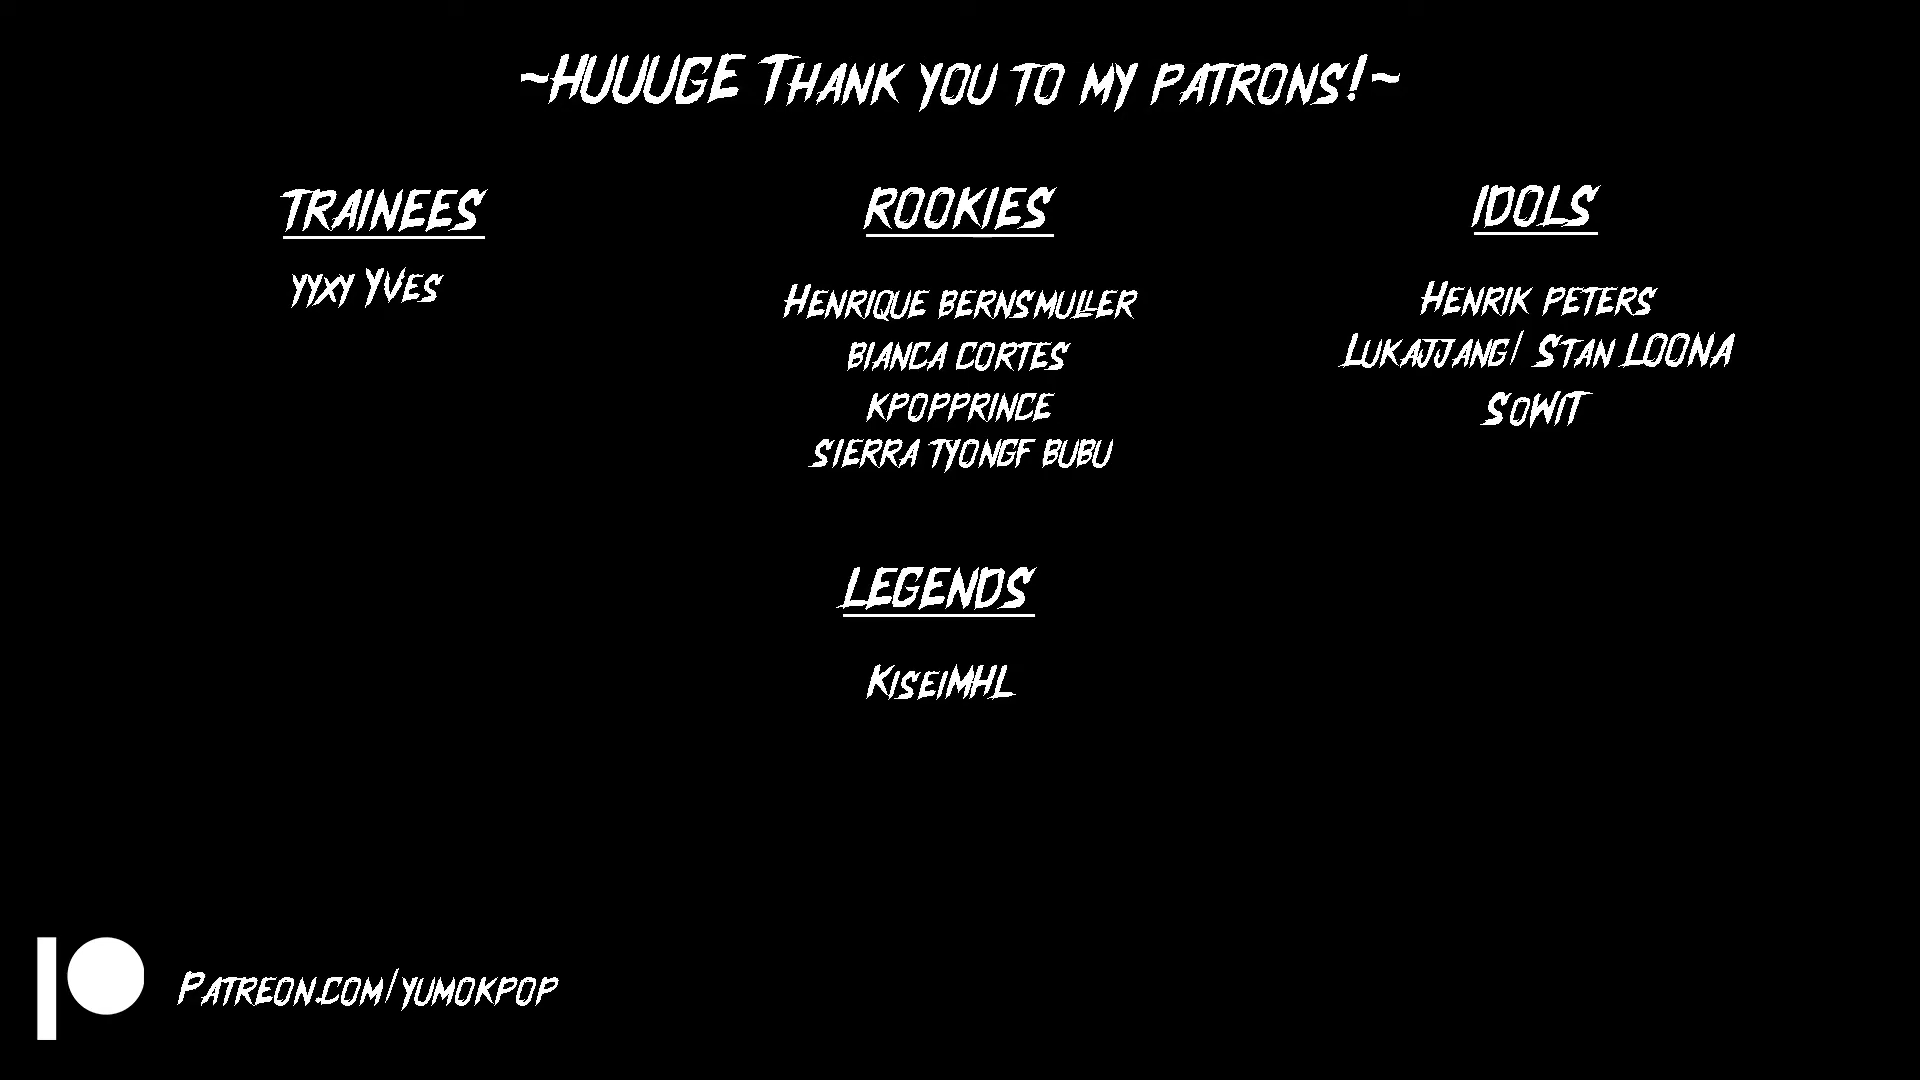 ~HUUUGE Thank you to my patrons!~
TRAINEES
yyxy YVes
ROOKIES
Henrique bernsmuller
bianca cortes
kpopprince
sierra tyongf bubu
IDOLS
Henrik peters
Lukajjang/ Stan LOONA
SoWiT
LEGENDS
KiseiMHL
Patreon.com/yumokpop